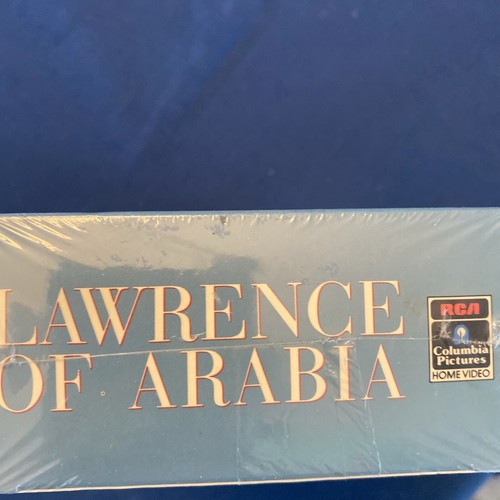 LAWRENCE
OF ARABIA
RCA
Columbia
Pictures
HOME VIDEO